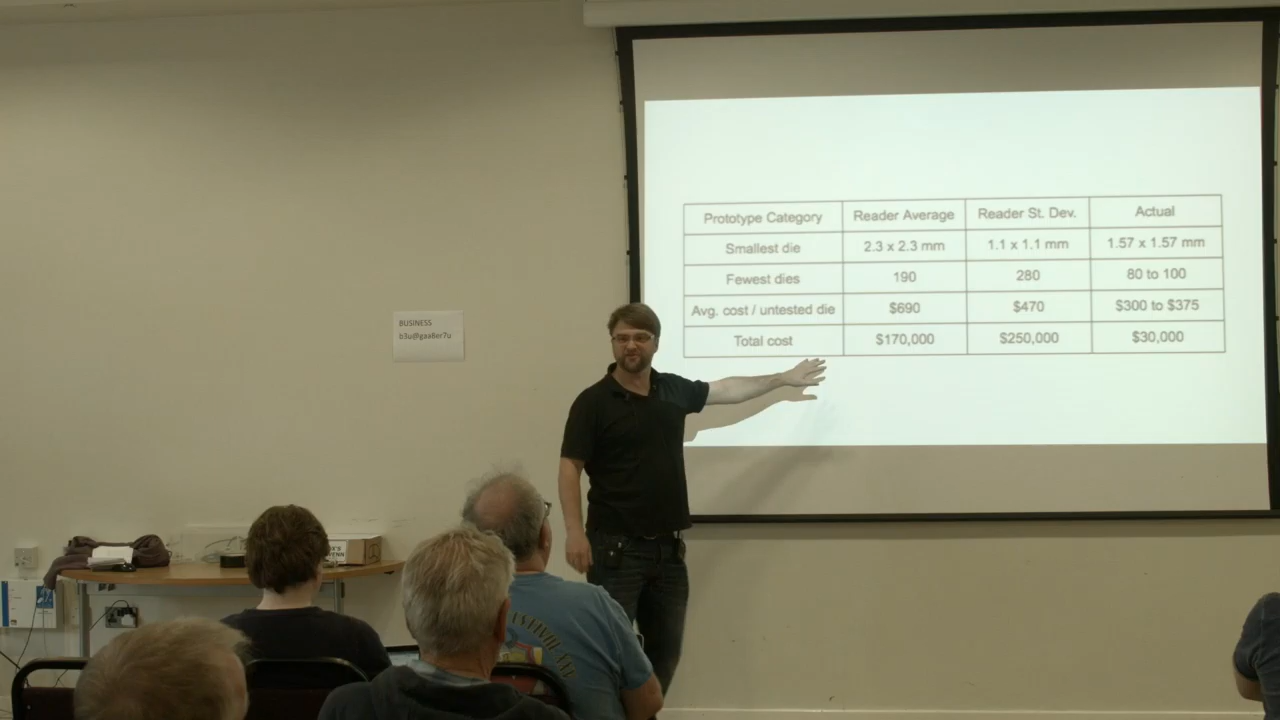 Prototype Category Reader Average Reader St. Dev. Actual
Smallest die 2.3 x 2.3 mm 1.1 x 1.1 mm 1.57 x 1.57 mm
Fewest dies 190 280 80 to 100
Avg. cost / untested die $690 $470 $300 to $375
Total cost $170,000 $250,000 $30,000
BUSINESS
b3u@gaa8er7u